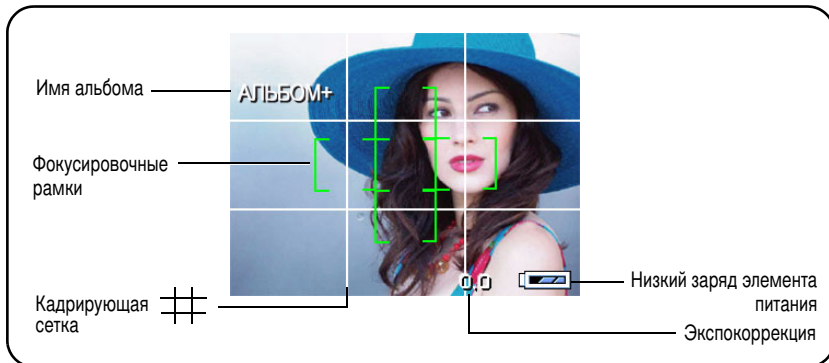 Имя альбома
АЛЬБОМ+
Фокусировочные
рамки
Кадрирующая
сетка
0,0
Низкий заряд элемента
питания
Экспокоррекция